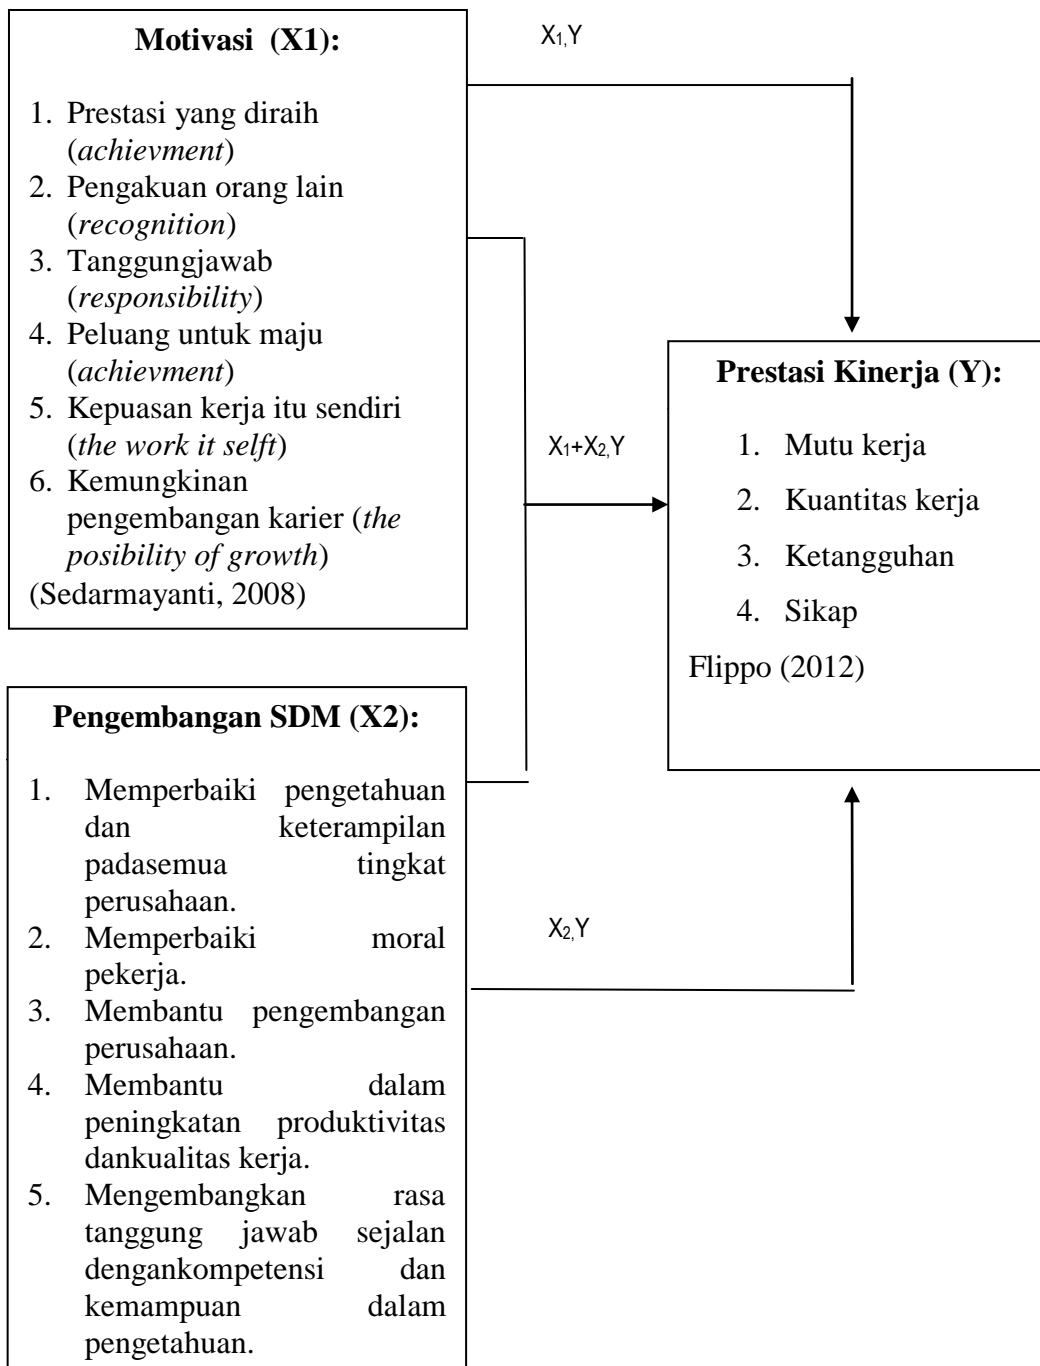 Motivasi (X1):
1. Prestasi yang diraih
(achievment)
2. Pengakuan orang lain
(recognition)
3. Tanggungjawab
(responsibility)
4. Peluang untuk maju
(achievment)
5. Kepuasan kerja itu sendiri
(the work it selft)
6. Kemungkinan
pengembangan karier (the
posibility of growth)
(Sedarmayanti, 2008)
X1,Y
X1+X2,Y
Prestasi Kinerja (Y):
1. Mutu kerja
2. Kuantitas kerja
3. Ketangguhan
4. Sikap
Flippo (2012)
Pengembangan SDM (X2):
1. Memperbaiki pengetahuan
dan keterampilan
padasemua tingkat
perusahaan.
2. Memperbaiki moral
pekerja.
3. Membantu pengembangan
perusahaan.
4. Membantu dalam
peningkatan produktivitas
dankualitas kerja.
5. Mengembangkan rasa
tanggung jawab sejalan
dengankompetensi dan
kemampuan dalam
pengetahuan.
X2,Y